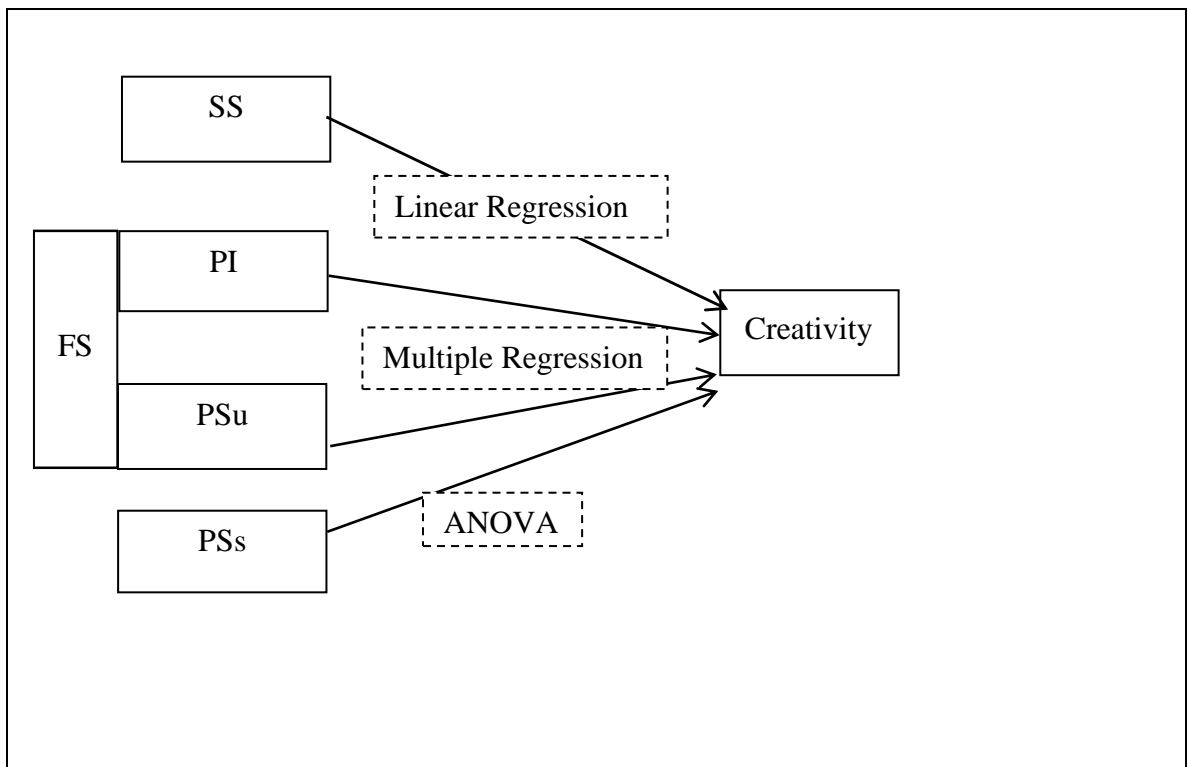 SS
Linear Regression
PI
FS
Creativity
Multiple Regression
PSu
ANOVA
PSs